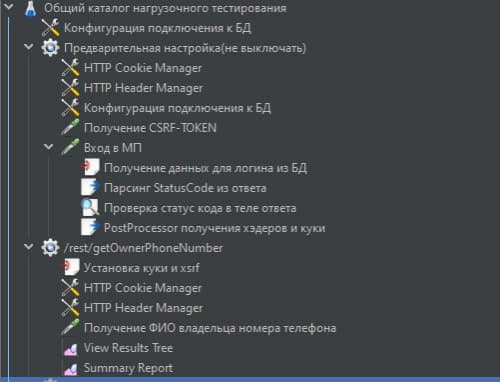 Общий каталог нагрузочного тестирования
Конфигурация подключения к БД
Предварительная настройка(не выключать)
HTTP Cookie Manager
HTTP Header Manager
Конфигурация подключения к БД
Получение CSRF-TOKEN
Вход в МП
Получение данных для логина из БД
Парсинг StatusCode из ответа
Проверка статус кода в теле ответа
PostProcessor получения хэдеров и куки
/rest/getOwnerPhoneNumber
Установка куки и xsrf
HTTP Cookie Manager
HTTP Header Manager
Получение ФИО владельца номера телефона
View Results Tree
Summary Report